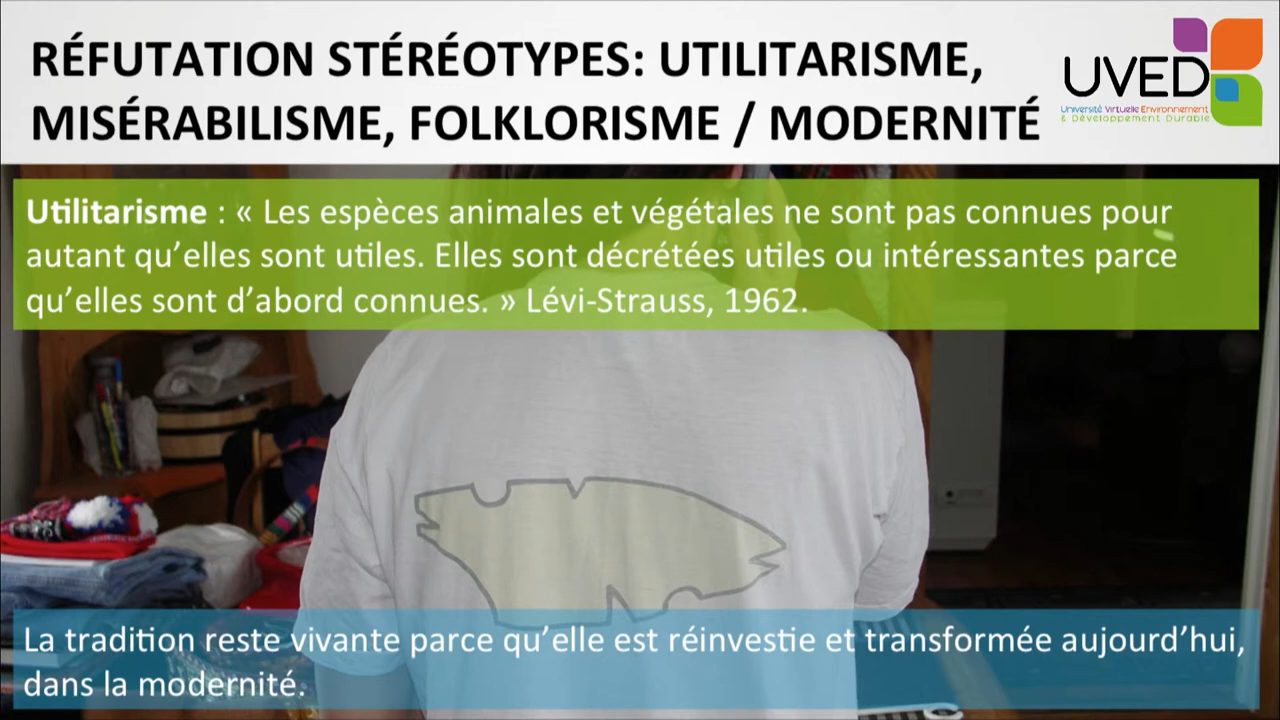 RÉFUTATION STÉRÉOTYPES: UTILITARISME,
MISÉRABILISME, FOLKLORISME / MODERNITÉ
UVED
Université Virtuelle Environnement
& Développement Durable
Utilitarisme : « Les espèces animales et végétales ne sont pas connues pour
autant qu’elles sont utiles. Elles sont décrétées utiles ou intéressantes parce
qu’elles sont d’abord connues. » Lévi-Strauss, 1962.
La tradition reste vivante parce qu’elle est réinvestie et transformée aujourd’hui,
dans la modernité.